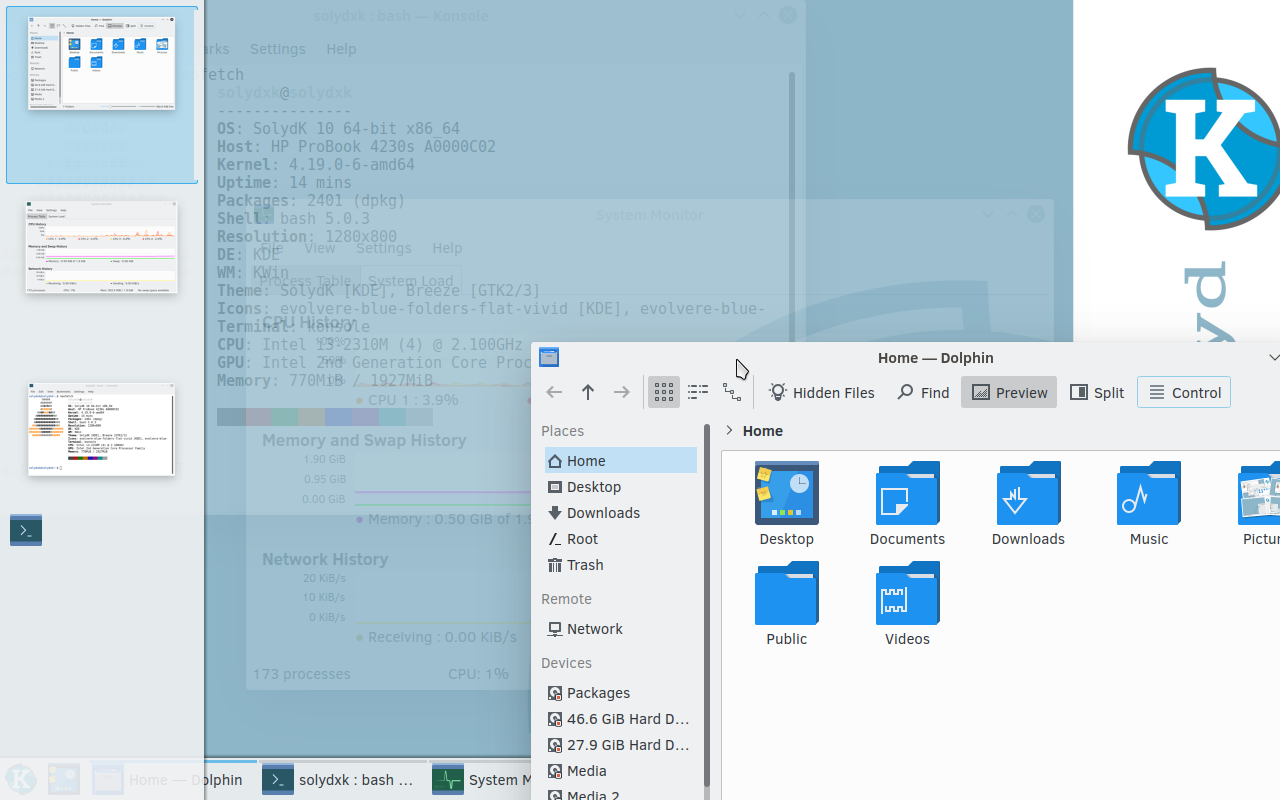 solydxk : bash — Konsole
arks Settings Help
fetch
solydxk@solydxk
---------------
OS: SolydK 10 64-bit x86_64
Host: HP ProBook 4230s A0000C02
Kernel: 4.19.0-6-amd64
Uptime: 14 mins
Packages: 2401 (dpkg)
Shell: bash 5.0.3
Resolution: 1280x800
DE: KDE
WM: KWin
Theme: SolydK [KDE], Breeze [GTK2/3]
Icons: evolvere-blue-folders-flat-vivid [KDE], evolvere-blue-
Terminal: konsole
CPU: Intel i3-2310M (4) @ 2.100GHz
GPU: Intel 2nd Generation Core Proc
Memory: 770MiB / 1927MiB
System Monitor
File View Settings Help
Process Table System Load
CPU History
100%
50%
0%
CPU 1 : 3.9%
Memory and Swap History
1.90 GiB
0.95 GiB
0.00 GiB
Memory : 0.50 GiB of 1.9
Network History
20 KiB/s
10 KiB/s
0 KiB/s
Receiving : 0.00 KiB/s
173 processes CPU: 1%
K
yd
Home — Dolphin
Hidden Files Find Preview Split Control
Home
Places
Home
Desktop
Downloads
Root
Trash
Remote
Network
Devices
Packages
46.6 GiB Hard D...
27.9 GiB Hard D...
Media
Media 2
Desktop Documents Downloads Music Pictur
Public Videos
Home — Dolphin solydxk : bash ... System M